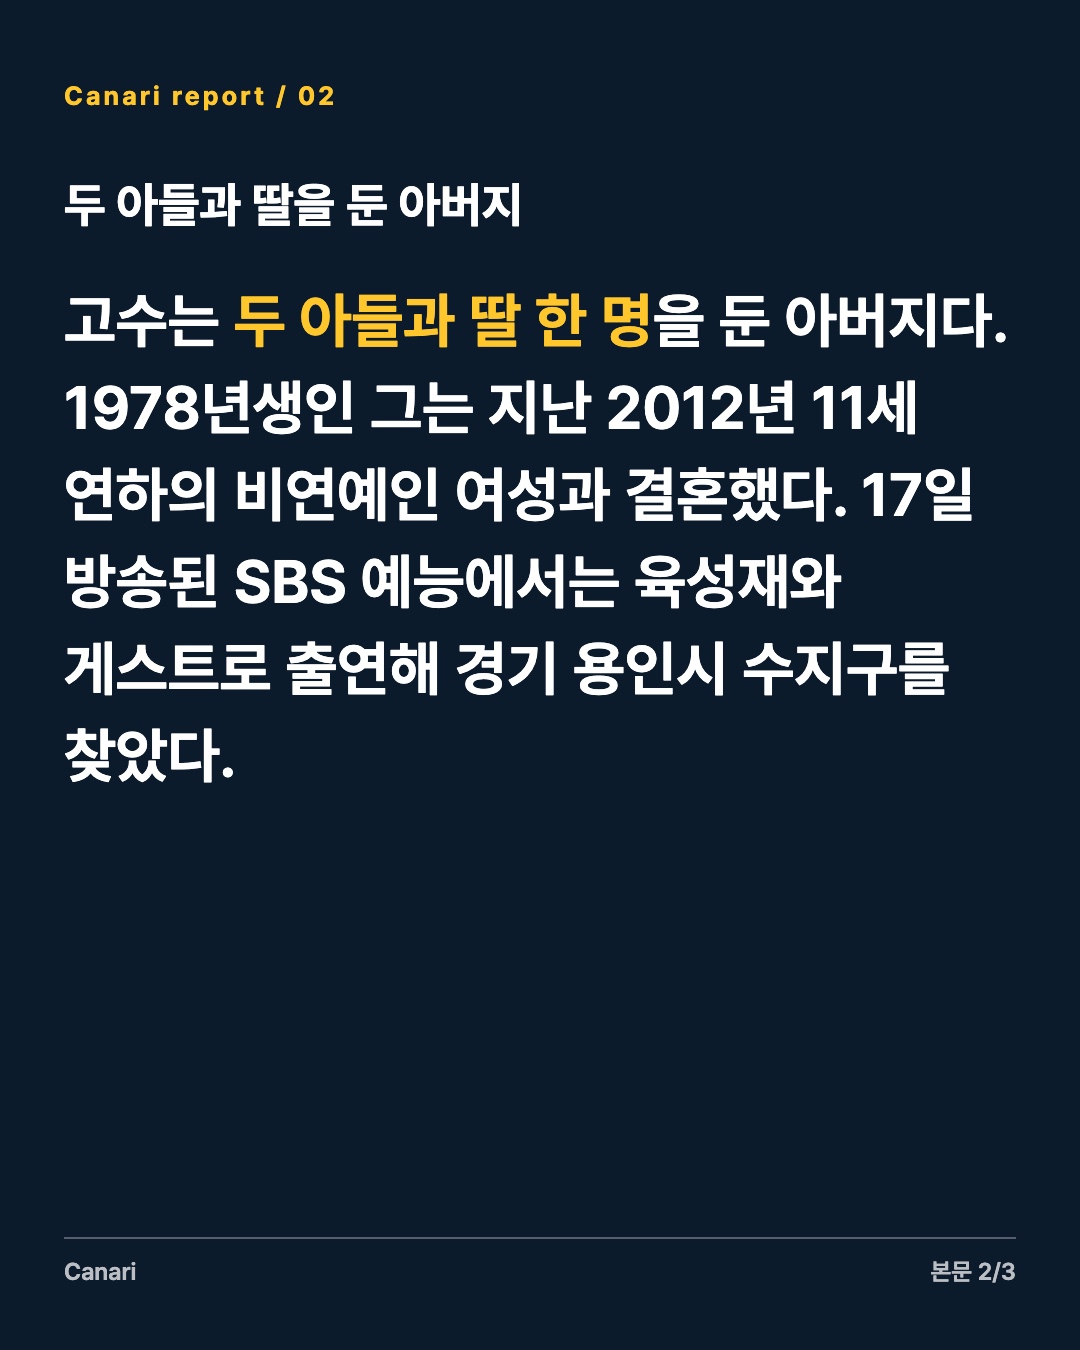 Canari report / 02
두 아들과 딸을 둔 아버지
고수는 두 아들과 딸 한 명을 둔 아버지다.
1978년생인 그는 지난 2012년 11세
연하의 비연예인 여성과 결혼했다. 17일
방송된 SBS 예능에서는 육성재와
게스트로 출연해 경기 용인시 수지구를
찾았다.
Canari
본문 2/3